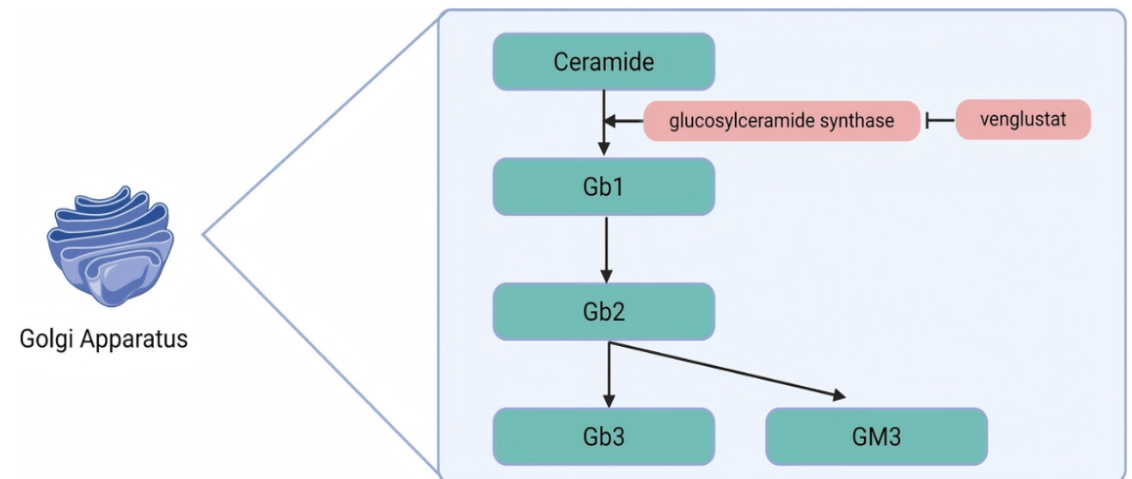 Ceramide
glucosylceramide synthase
venglustat
Gb1
Gb2
Golgi Apparatus
Gb3
GM3